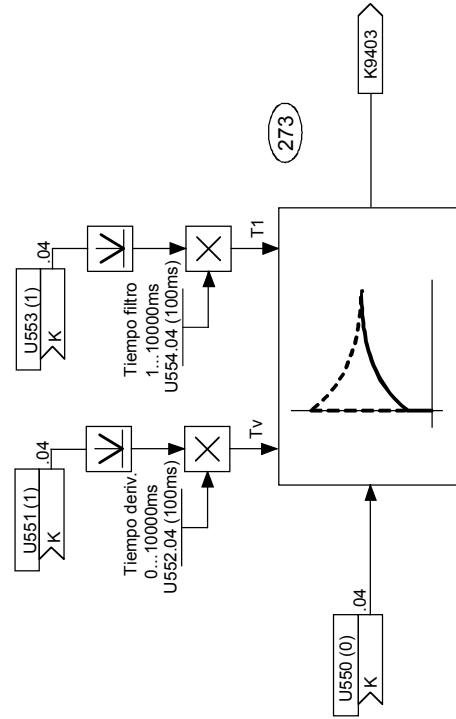 U551 (1)
K
.04
U553 (1)
K
.04
Tiempo deriv.
0...10000ms
U552.04 (100ms)
Tiempo filtro
1...10000ms
U554.04 (100ms)
Tv
T1
273
U550 (0)
K
.04
K9403